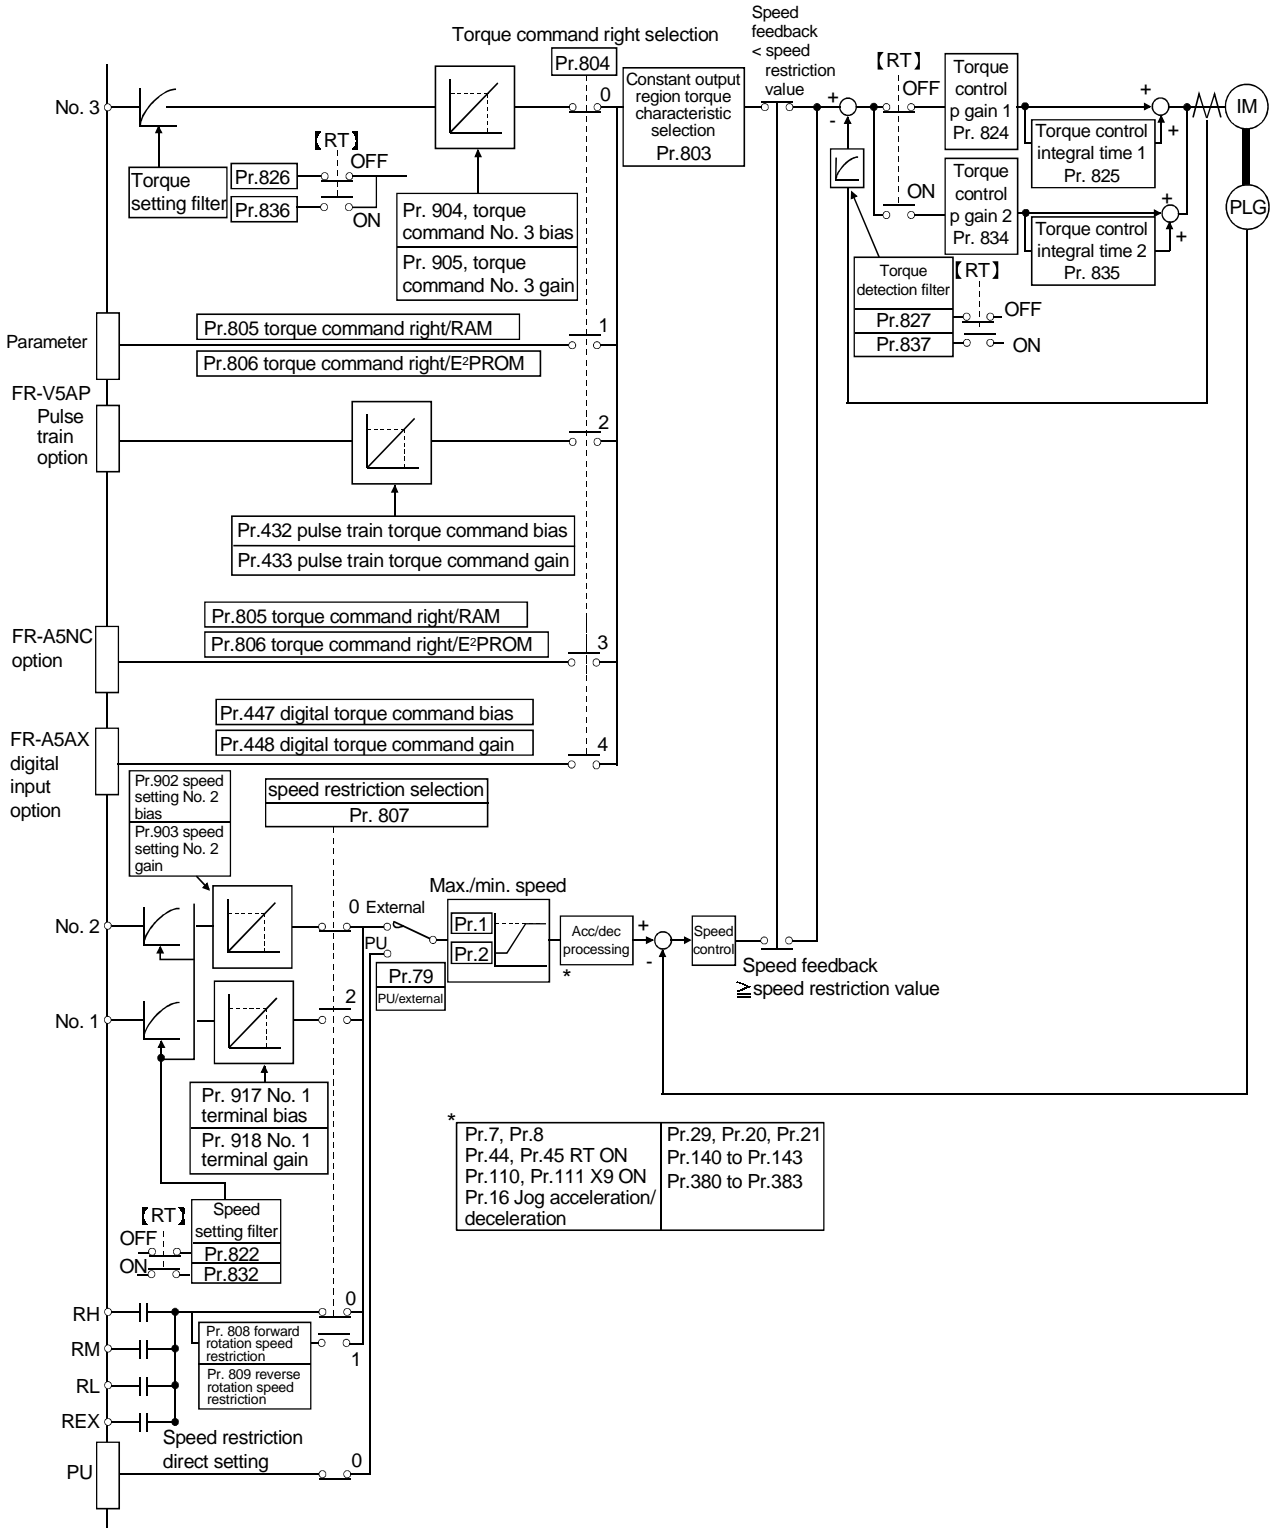 Torque command right selection
Pr.804
Speed
feedback
< speed
restriction
value
No. 3
0
Constant output
region torque
characteristic
selection
Pr.803
+
-
【RT】
OFF
ON
Torque
control
p gain 1
Pr. 824
Torque control
integral time 1
Pr. 825
+
+
IM
Torque
control
p gain 2
Pr. 834
Torque control
integral time 2
Pr. 835
+
+
PLG
Torque
setting filter
Pr.826
Pr.836
【RT】
OFF
ON
Pr. 904, torque
command No. 3 bias
Pr. 905, torque
command No. 3 gain
Torque
detection filter
Pr.827
Pr.837
【RT】
OFF
ON
Parameter
Pr.805 torque command right/RAM
Pr.806 torque command right/E²PROM
1
FR-V5AP
Pulse
train
option
2
Pr.432 pulse train torque command bias
Pr.433 pulse train torque command gain
FR-A5NC
option
Pr.805 torque command right/RAM
Pr.806 torque command right/E²PROM
3
FR-A5AX
digital
input
option
Pr.447 digital torque command bias
Pr.448 digital torque command gain
4
Pr.902 speed
setting No. 2
bias
Pr.903 speed
setting No. 2
gain
speed restriction selection
Pr. 807
No. 2
0
External
PU
Pr.79
PU/external
Max./min. speed
Pr.1
Pr.2
Acc/dec
processing
*
+
-
Speed
control
Speed feedback
≧speed restriction value
No. 1
2
Pr. 917 No. 1
terminal bias
Pr. 918 No. 1
terminal gain
*
Pr.7, Pr.8
Pr.44, Pr.45 RT ON
Pr.110, Pr.111 X9 ON
Pr.16 Jog acceleration/
deceleration
Pr.29, Pr.20, Pr.21
Pr.140 to Pr.143
Pr.380 to Pr.383
【RT】
OFF
ON
Speed
setting filter
Pr.822
Pr.832
RH
RM
RL
REX
0
1
Pr. 808 forward
rotation speed
restriction
Pr. 809 reverse
rotation speed
restriction
PU
Speed restriction
direct setting
0